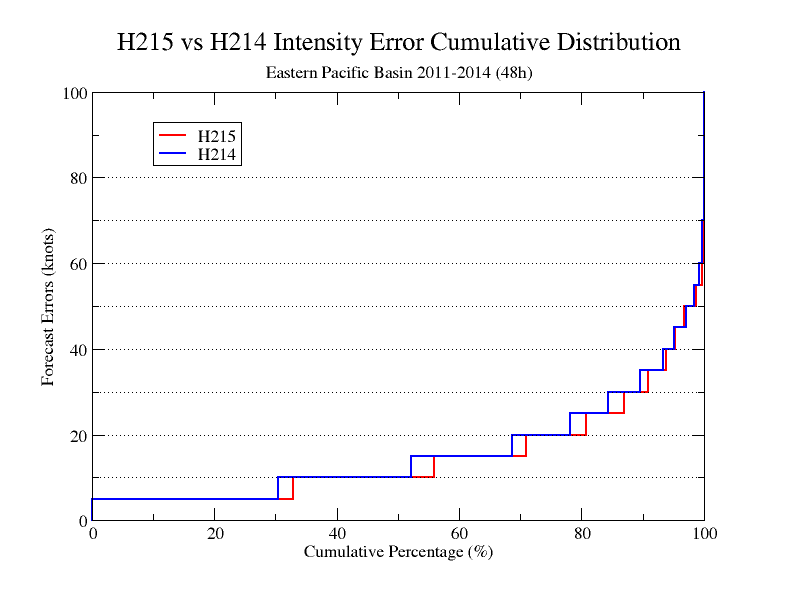 H215 vs H214 Intensity Error Cumulative Distribution
Eastern Pacific Basin 2011-2014 (48h)
100
H215
H214
80
60
40
20
0
Forecast Errors (knots)
0 20 40 60 80 100
Cumulative Percentage (%)